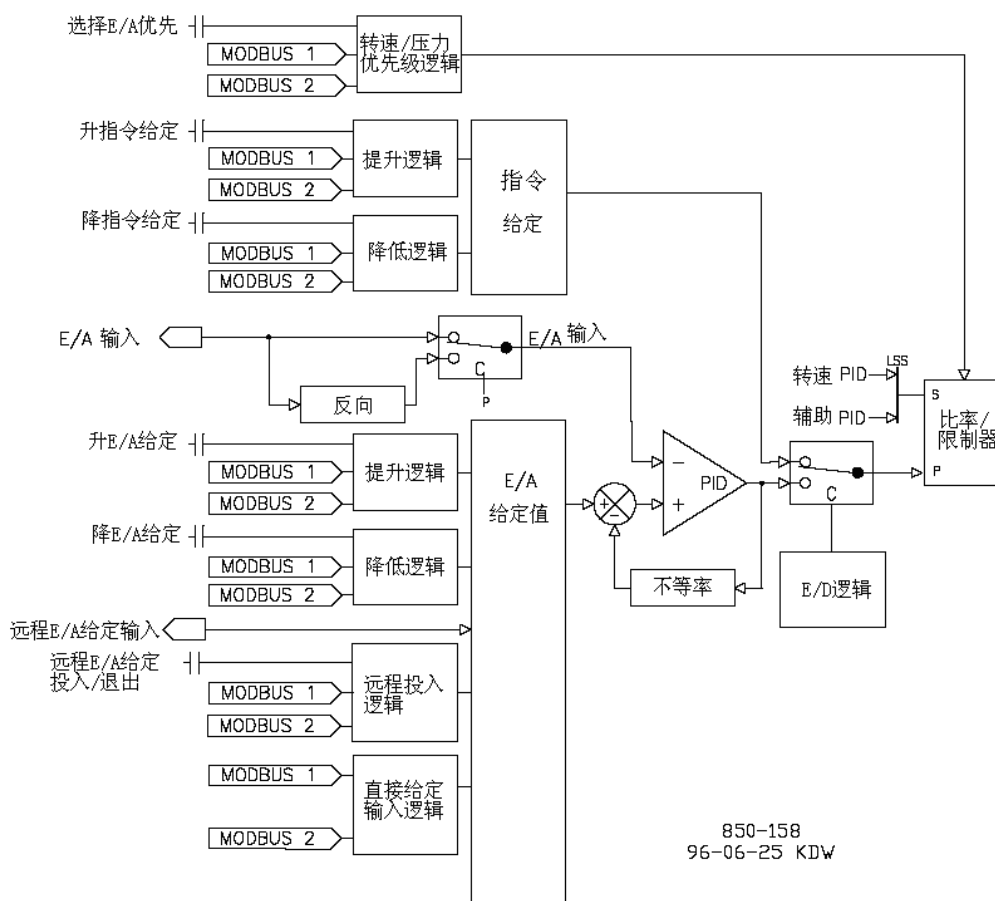 选择E/A优先
MODBUS 1
MODBUS 2
转速/压力
优先级逻辑
升指令给定
MODBUS 1
MODBUS 2
提升逻辑
降指令给定
MODBUS 1
MODBUS 2
降低逻辑
指令
给定
E/A 输入
反向
C
P
E/A 输入
升E/A给定
MODBUS 1
MODBUS 2
提升逻辑
降E/A给定
MODBUS 1
MODBUS 2
降低逻辑
远程E/A给定输入
远程E/A给定
投入/退出
MODBUS 1
MODBUS 2
远程投入
逻辑
MODBUS 1
MODBUS 2
直接给定
输入逻辑
E/A
给定值
+
-
-
+
PID
不等率
转速 PID
辅助 PID
LSS
C
E/D逻辑
S
P
比率/
限制器
850-158
96-06-25 KDW